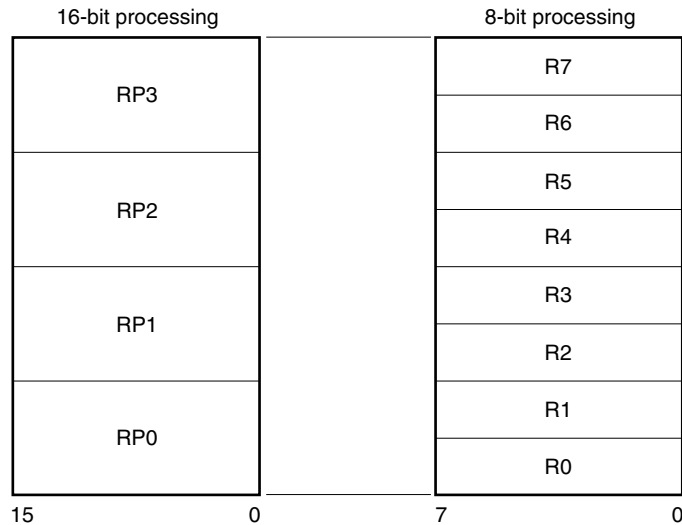 16-bit processing
8-bit processing
RP3
RP2
RP1
RP0
R7
R6
R5
R4
R3
R2
R1
R0
15 0
7 0